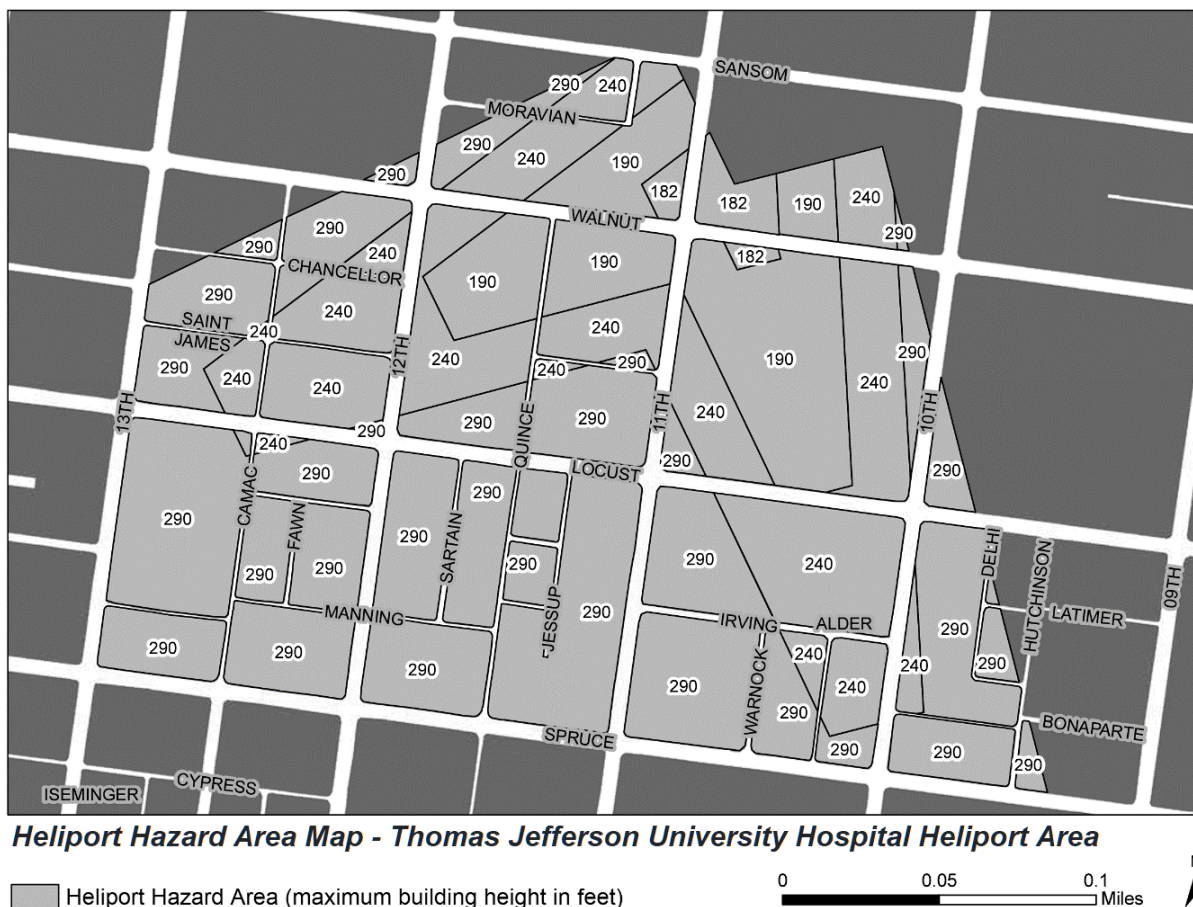 SANSOM
290
240
MORAVIAN
290
240
190
290
182
182
190
240
WALNUT
290
290
240
290
CHANCELLOR
190
190
182
290
240
SAINT
JAMES
240
240
290
190
240
12TH
240
290
290
240
240
240
240
13TH
290
QUINCE
290
11TH
240
10TH
290
240
290
LOCUST
290
290
290
CAMAC
FAWN
290
290
SARTAIN
290
290
290
290
JESSUP
290
290
240
DELHI
HUTCHINSON
09TH
LATIMER
MANNING
IRVING
ALDER
290
290
290
290
290
WARNOCK
240
240
240
290
290
290
BONAPARTE
SPRUCE
290
290
290
CYPRESS
ISEMINGER
Heliport Hazard Area Map - Thomas Jefferson University Hospital Heliport Area
Heliport Hazard Area (maximum building height in feet)
0 0.05 0.1
Miles